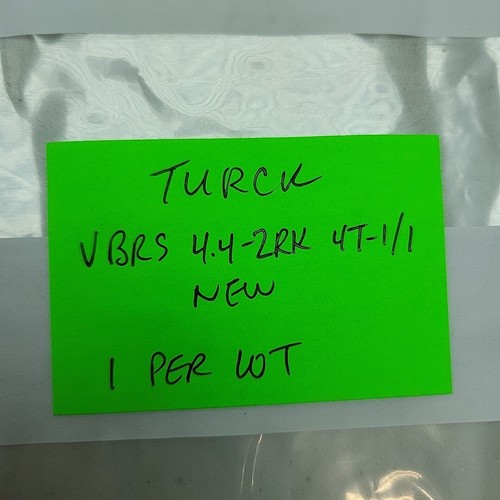 TURCK
VBRS 4.4-2RK 4T-1/1
NEW
1 PER LOT